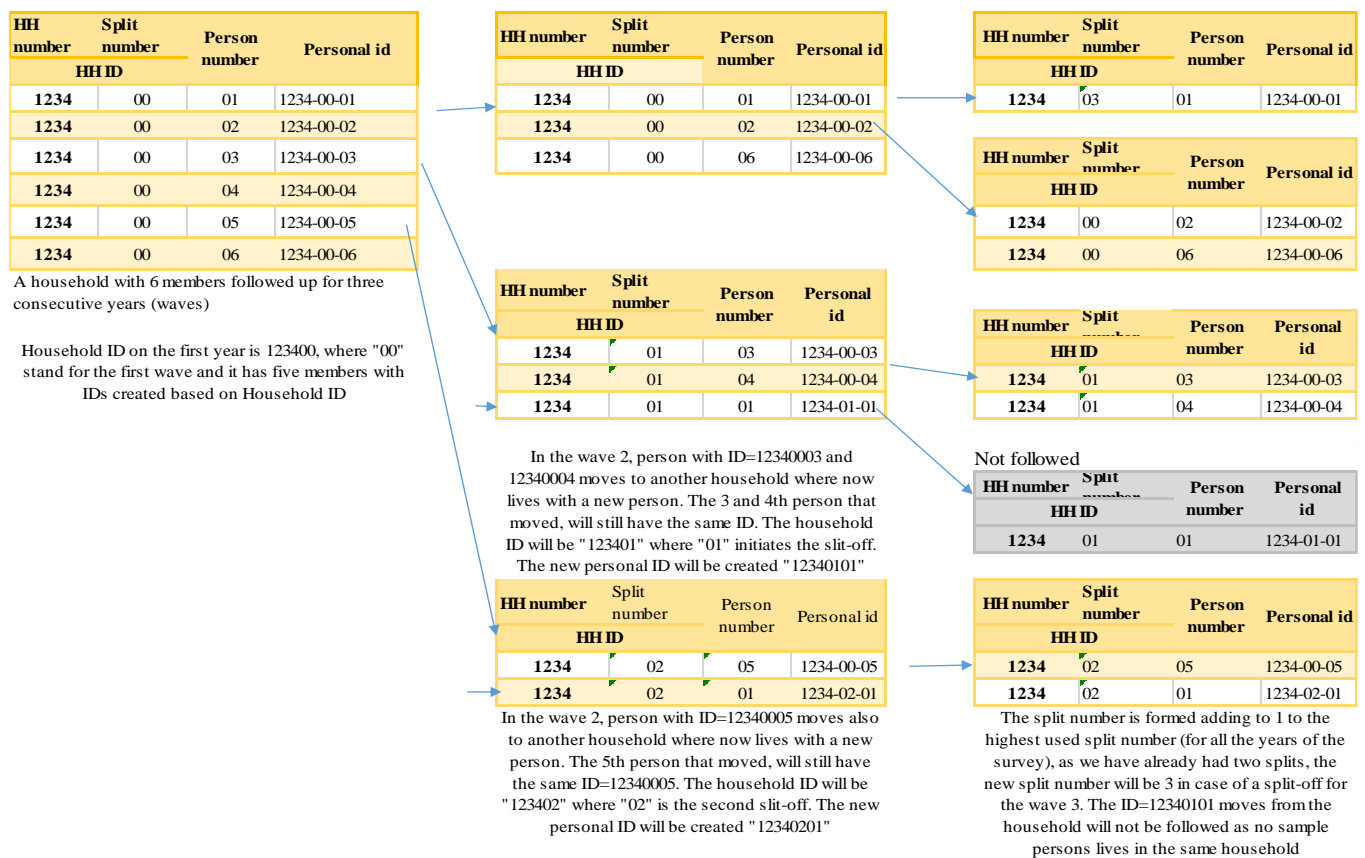 HH number Split number Person number Personal id
HH ID
1234 00 01 1234-00-01
1234 00 02 1234-00-02
1234 00 03 1234-00-03
1234 00 04 1234-00-04
1234 00 05 1234-00-05
1234 00 06 1234-00-06
A household with 6 members followed up for three
consecutive years (waves)
Household ID on the first year is 123400, where "00"
stand for the first wave and it has five members with
IDs created based on Household ID
HH number Split number Person number Personal id
HH ID
1234 00 01 1234-00-01
1234 00 02 1234-00-02
1234 00 06 1234-00-06
HH number Split number Person number Personal id
HH ID
1234 01 03 1234-00-03
1234 01 04 1234-00-04
1234 01 01 1234-01-01
In the wave 2, person with ID=12340003 and
12340004 moves to another household where now
lives with a new person. The 3 and 4th person that
moved, will still have the same ID. The household
ID will be "123401" where "01" initiates the slit-off.
The new personal ID will be created "12340101"
HH number Split number Person number Personal id
HH ID
1234 02 05 1234-00-05
1234 02 01 1234-02-01
In the wave 2, person with ID=12340005 moves also
to another household where now lives with a new
person. The 5th person that moved, will still have
the same ID=12340005. The household ID will be
"123402" where "02" is the second slit-off. The new
personal ID will be created "12340201"
HH number Split number Person number Personal id
HH ID
1234 03 01 1234-00-01
HH number Split number Person number Personal id
HH ID
1234 00 02 1234-00-02
1234 00 06 1234-00-06
HH number Split number Person number Personal id
HH ID
1234 01 03 1234-00-03
1234 01 04 1234-00-04
Not followed
HH number Split number Person number Personal id
HH ID
1234 01 01 1234-01-01
HH number Split number Person number Personal id
HH ID
1234 02 05 1234-00-05
1234 02 01 1234-02-01
The split number is formed adding to 1 to the
highest used split number (for all the years of the
survey), as we have already had two splits, the
new split number will be 3 in case of a split-off for
the wave 3. The ID=12340101 moves from the
household will not be followed as no sample
persons lives in the same household